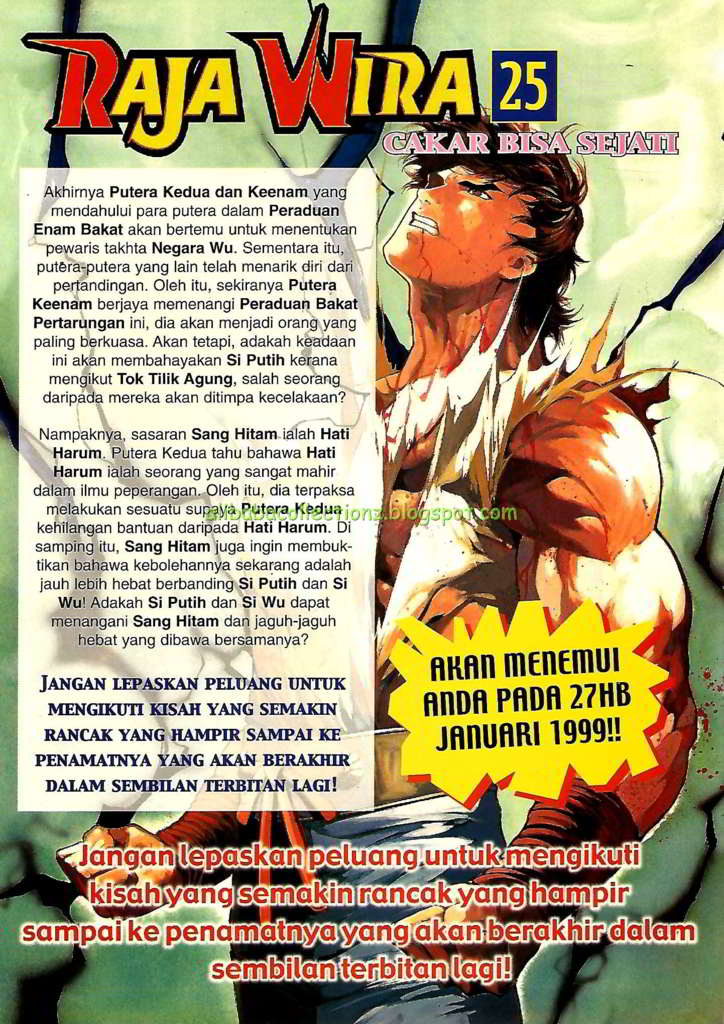 RAJA WIRA 25
CAKAR BISA SEJATI
Akhirnya Putera Kedua dan Keenam yang
mendahului para putera dalam Peraduan
Enam Bakat akan bertemu untuk menentukan
pewaris takhta Negara Wu. Sementara itu,
putera-putera yang lain telah menarik diri dari
pertandingan. Oleh itu, sekiranya Putera
Keenam berjaya memenangi Peraduan Bakat
Pertarungan ini, dia akan menjadi orang yang
paling berkuasa. Akan tetapi, adakah keadaan
ini akan membahayakan Si Putih kerana
mengikut Tok Tilik Agung, salah seorang
daripada mereka akan ditimpa kecelakaan?
Nampaknya, sasaran Sang Hitam ialah Hati
Harum. Putera Kedua tahu bahawa Hati
Harum ialah seorang yang sangat mahir
dalam ilmu peperangan. Oleh itu, dia terpaksa
melakukan sesuatu supaya Putera Kedua
kehilangan bantuan daripada Hati Harum. Di
samping itu, Sang Hitam juga ingin membuk-
tikan bahawa kebolehannya sekarang adalah
jauh lebih hebat berbanding Si Putih dan Si
Wu! Adakah Si Putih dan Si Wu dapat
menangani Sang Hitam dan jaguh-jaguh
hebat yang dibawa bersamanya?
JANGAN LEPASKAN PELUANG UNTUK
MENGIKUTI KISAH YANG SEMAKIN
RANCAK YANG HAMPIR SAMPAI KE
PENAMATNYA YANG AKAN BERAKHIR
DALAM SEMBILAN TERBITAN LAGI!
AKAN MENEMUI
ANDA PADA 27HB
JANUARI 1999!!
Jangan lepaskan peluang untuk mengikuti
kisah yang semakin rancak yang hampir
sampai ke penamatnya yang akan berakhir dalam
sembilan terbitan lagi!